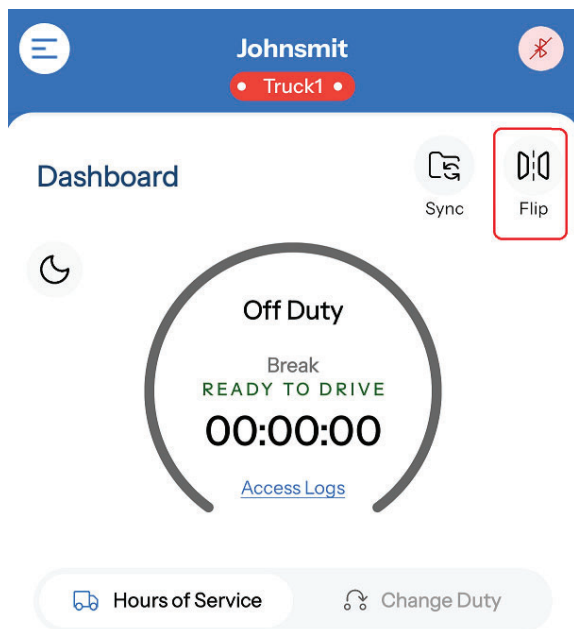 Johnsmit
Truck1
Dashboard
Sync
Flip
Off Duty
Break
READY TO DRIVE
00:00:00
Access Logs
Hours of Service
Change Duty